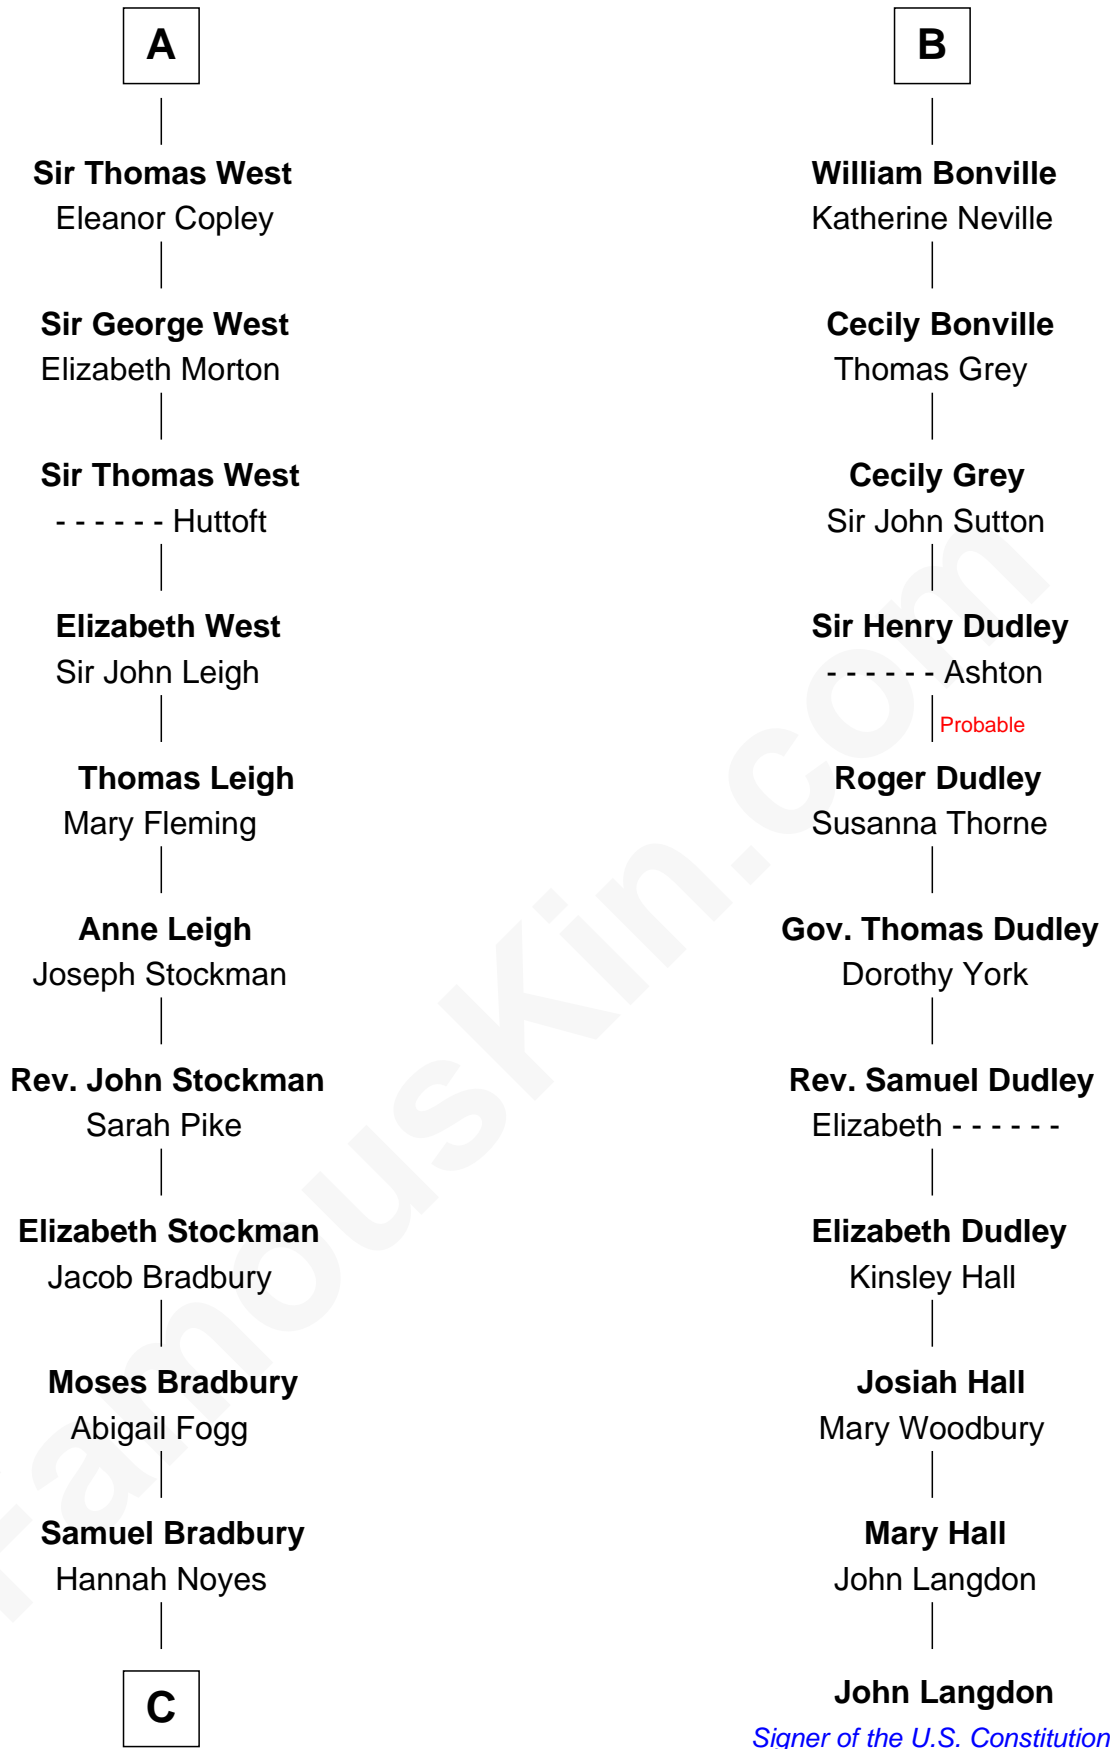 A
Sir Thomas West
Eleanor Copley
Sir George West
Elizabeth Morton
Sir Thomas West
- - - - - - Huttoft
Elizabeth West
Sir John Leigh
Thomas Leigh
Mary Fleming
Anne Leigh
Joseph Stockman
Rev. John Stockman
Sarah Pike
Elizabeth Stockman
Jacob Bradbury
Moses Bradbury
Abigail Fogg
Samuel Bradbury
Hannah Noyes
C
B
William Bonville
Katherine Neville
Cecily Bonville
Thomas Grey
Cecily Grey
Sir John Sutton
Sir Henry Dudley
- - - - - - Ashton
Probable
Roger Dudley
Susanna Thorne
Gov. Thomas Dudley
Dorothy York
Rev. Samuel Dudley
Elizabeth - - - - - -
Elizabeth Dudley
Kinsley Hall
Josiah Hall
Mary Woodbury
Mary Hall
John Langdon
John Langdon
Signer of the U.S. Constitution
FamousKin.com